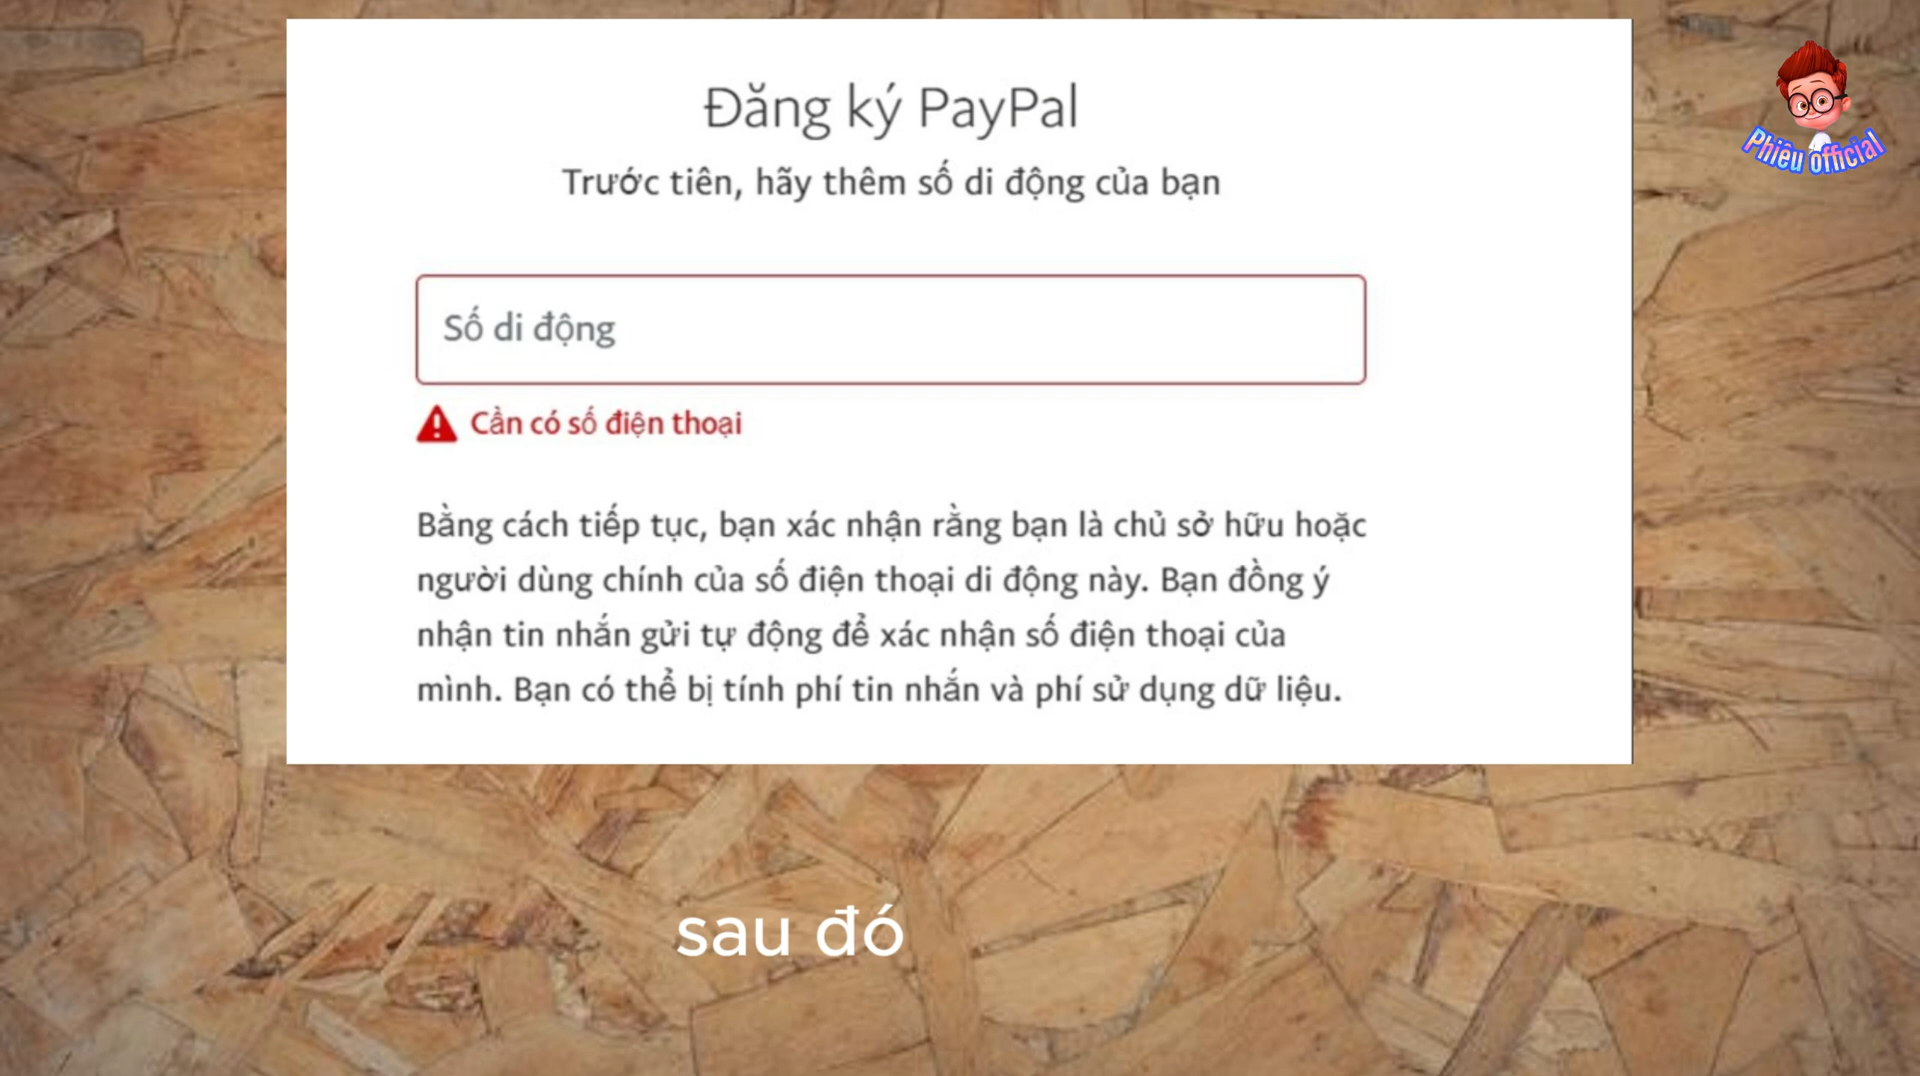 Đăng ký PayPal
Trước tiên, hãy thêm số di động của bạn
Số di động
Cần có số điện thoại
Bằng cách tiếp tục, bạn xác nhận rằng bạn là chủ sở hữu hoặc
người dùng chính của số điện thoại di động này. Bạn đồng ý
nhận tin nhắn gửi tự động để xác nhận số điện thoại của
mình. Bạn có thể bị tính phí tin nhắn và phí sử dụng dữ liệu.
Phiêu official
sau đó